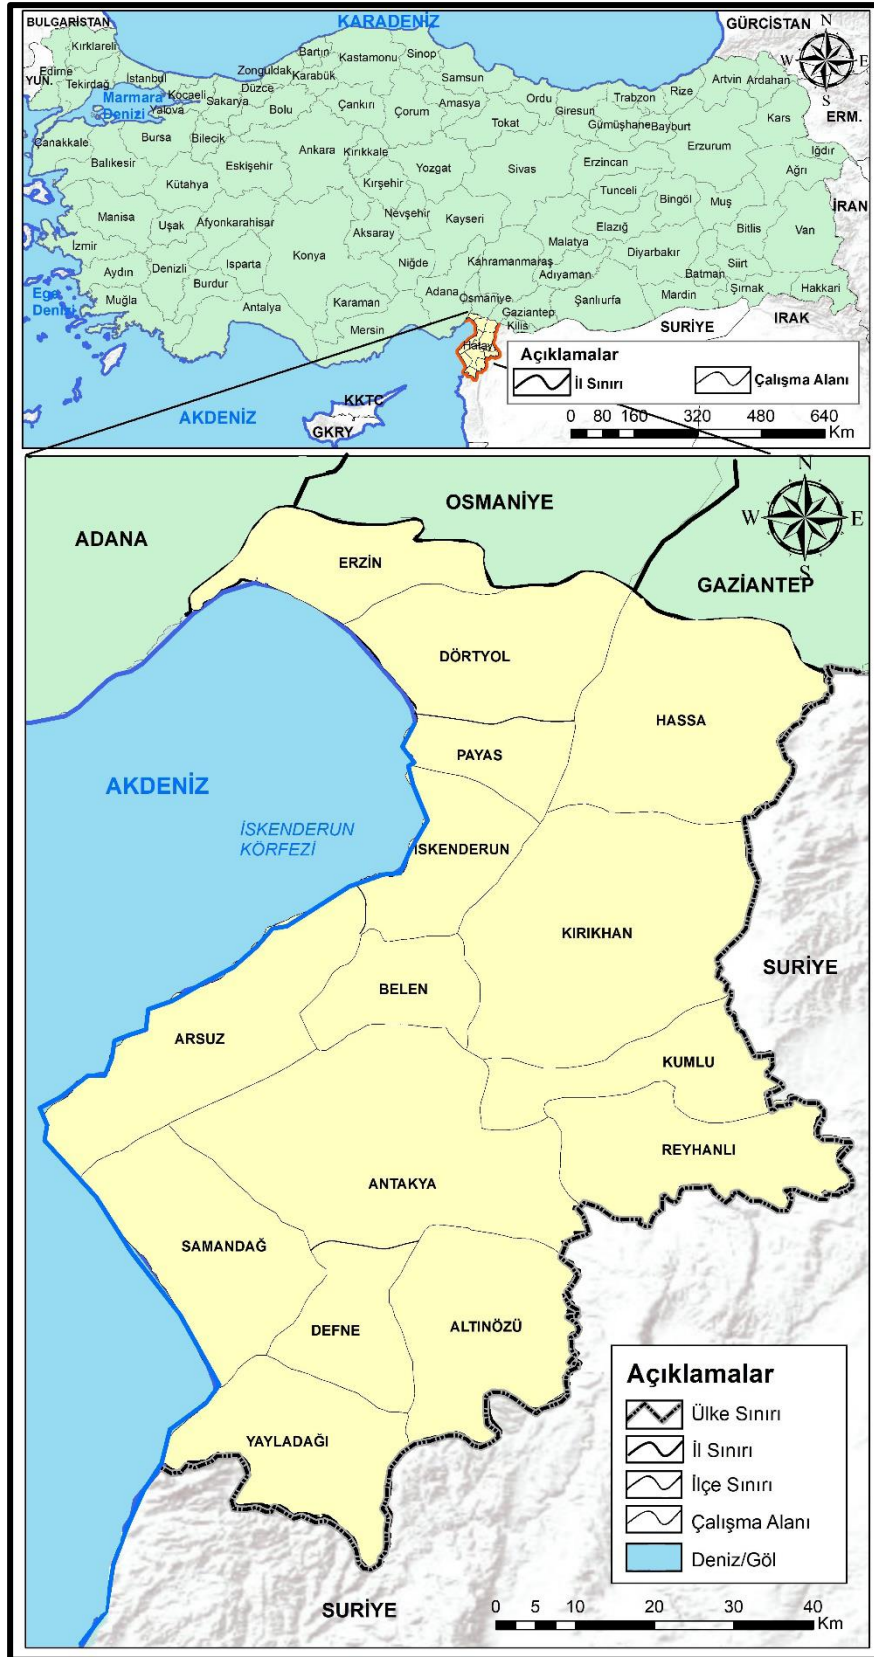 BULGARİSTAN
KARADENİZ
GÜRCİSTAN
N
W
E
S
Kırklareli
Edirne
YUN.
Tekirdağ
İstanbul
Marmara
Denizi
Yalova
Kocaeli
Sakarya
Düzce
Zonguldak
Bartın
Karabük
Kastamonu
Sinop
Samsun
Ordu
Giresun
Trabzon
Rize
Artvin
Ardahan
ERM.
Kars
Iğdır
Ağrı
İRAN
Çanakkale
Balıkesir
Bursa
Bilecik
Bolu
Çankırı
Çorum
Amasya
Tokat
Gümüşhane
Bayburt
Erzurum
Erzincan
Eskişehir
Ankara
Kırıkkale
Yozgat
Sivas
Kütahya
Kırşehir
Tunceli
Bingöl
Muş
Manisa
Uşak
Afyonkarahisar
Nevşehir
Kayseri
Elazığ
Bitlis
Van
İzmir
Aksaray
Malatya
Diyarbakır
Siirt
Batman
Konya
Niğde
Kahramanmaraş
Adıyaman
Aydın
Denizli
Isparta
Burdur
Ege
Denizi
Muğla
Antalya
Karaman
Mersin
Adana
Osmaniye
Gaziantep
Kilis
Şanlıurfa
Mardin
Şırnak
Hakkari
Hatay
SURİYE
IRAK
AKDENİZ
KKTC
GKRY
Açıklamalar
İl Sınırı
Çalışma Alanı
0 80 160 320 480 640
Km
N
W
E
S
ADANA
OSMANİYE
GAZİANTEP
ERZİN
DÖRTYOL
HASSA
PAYAS
AKDENİZ
İSKENDERUN
KÖRFEZİ
İSKENDERUN
KIRIKHAN
SURİYE
BELEN
ARSUZ
KUMLU
REYHANLI
ANTAKYA
SAMANDAĞ
DEFNE
ALTINÖZÜ
YAYLADAĞI
SURİYE
Açıklamalar
Ülke Sınırı
İl Sınırı
İlçe Sınırı
Çalışma Alanı
Deniz/Göl
0 5 10 20 30 40
Km